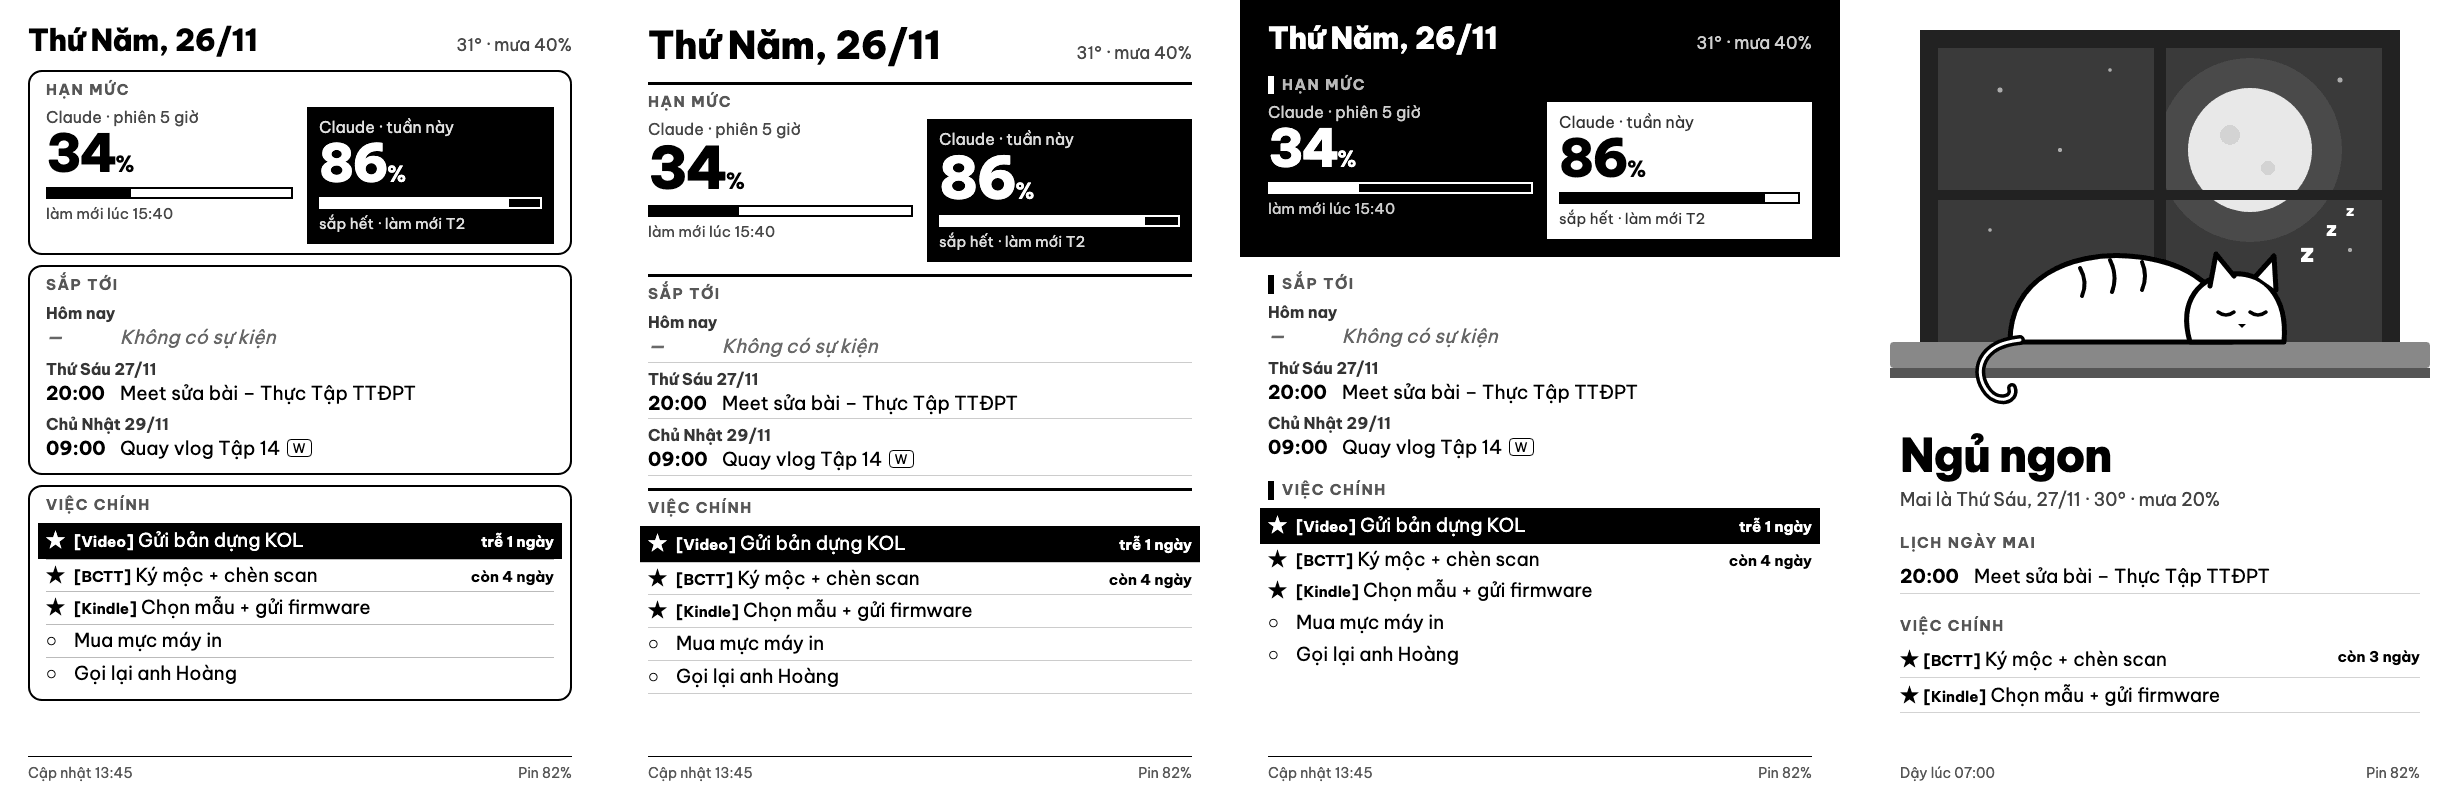 Thứ Năm, 26/11
31° · mưa 40%
HẠN MỨC
Claude · phiên 5 giờ
34%
làm mới lúc 15:40
Claude · tuần này
86%
sắp hết · làm mới T2
SẮP TỚI
Hôm nay
– Không có sự kiện
Thứ Sáu 27/11
20:00 Meet sửa bài – Thực Tập TTĐPT
Chủ Nhật 29/11
09:00 Quay vlog Tập 14 W
VIỆC CHÍNH
★ [Video] Gửi bản dựng KOL trễ 1 ngày
★ [BCTT] Ký mộc + chèn scan còn 4 ngày
★ [Kindle] Chọn mẫu + gửi firmware
○ Mua mực máy in
○ Gọi lại anh Hoàng
Cập nhật 13:45
Pin 82%
Thứ Năm, 26/11
31° · mưa 40%
HẠN MỨC
Claude · phiên 5 giờ
34%
làm mới lúc 15:40
Claude · tuần này
86%
sắp hết · làm mới T2
SẮP TỚI
Hôm nay
– Không có sự kiện
Thứ Sáu 27/11
20:00 Meet sửa bài – Thực Tập TTĐPT
Chủ Nhật 29/11
09:00 Quay vlog Tập 14 W
VIỆC CHÍNH
★ [Video] Gửi bản dựng KOL trễ 1 ngày
★ [BCTT] Ký mộc + chèn scan còn 4 ngày
★ [Kindle] Chọn mẫu + gửi firmware
○ Mua mực máy in
○ Gọi lại anh Hoàng
Cập nhật 13:45
Pin 82%
Thứ Năm, 26/11
31° · mưa 40%
HẠN MỨC
Claude · phiên 5 giờ
34%
làm mới lúc 15:40
Claude · tuần này
86%
sắp hết · làm mới T2
SẮP TỚI
Hôm nay
– Không có sự kiện
Thứ Sáu 27/11
20:00 Meet sửa bài – Thực Tập TTĐPT
Chủ Nhật 29/11
09:00 Quay vlog Tập 14 W
VIỆC CHÍNH
★ [Video] Gửi bản dựng KOL trễ 1 ngày
★ [BCTT] Ký mộc + chèn scan còn 4 ngày
★ [Kindle] Chọn mẫu + gửi firmware
○ Mua mực máy in
○ Gọi lại anh Hoàng
Cập nhật 13:45
Pin 82%
z
z
z
Ngủ ngon
Mai là Thứ Sáu, 27/11 · 30° · mưa 20%
LỊCH NGÀY MAI
20:00 Meet sửa bài – Thực Tập TTĐPT
VIỆC CHÍNH
★ [BCTT] Ký mộc + chèn scan còn 3 ngày
★ [Kindle] Chọn mẫu + gửi firmware
Dậy lúc 07:00
Pin 82%